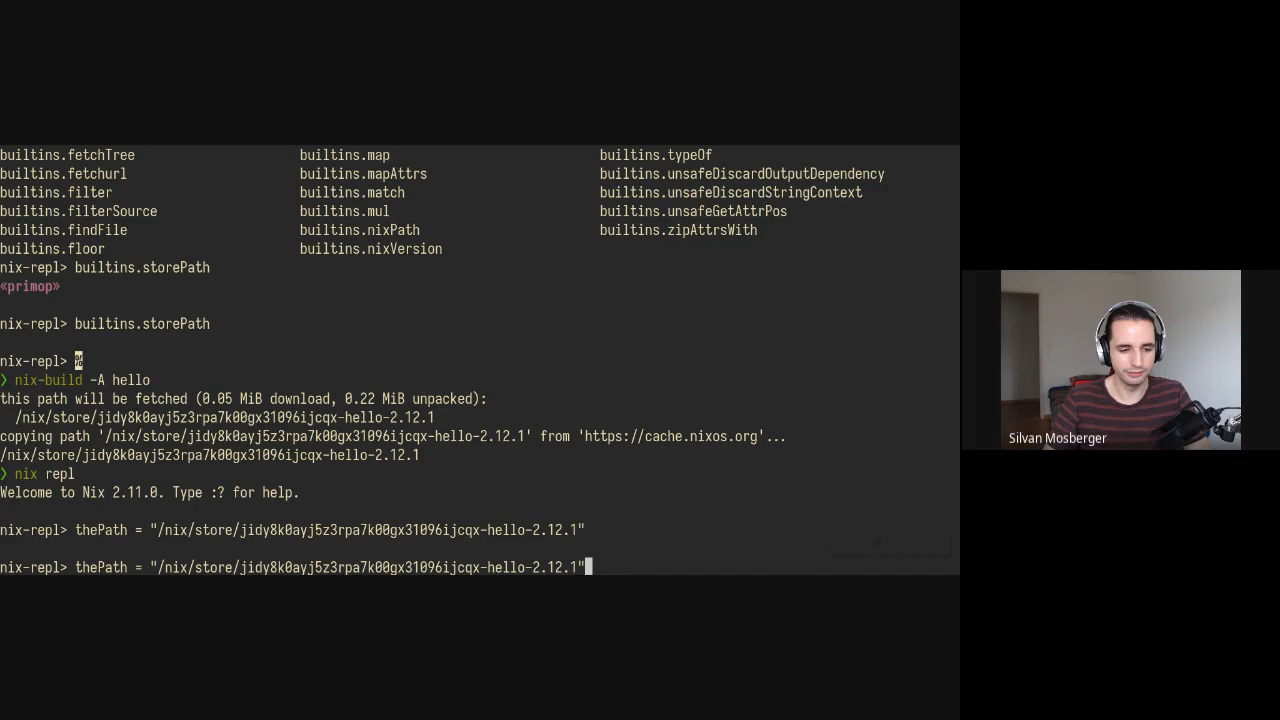 builtins.fetchTree builtins.map builtins.typeOf
builtins.fetchurl builtins.mapAttrs builtins.unsafeDiscardOutputDependency
builtins.filter builtins.match builtins.unsafeDiscardStringContext
builtins.filterSource builtins.mul builtins.unsafeGetAttrPos
builtins.findFile builtins.nixPath builtins.zipAttrsWith
builtins.floor builtins.nixVersion
nix-repl> builtins.storePath
«primop»
nix-repl> builtins.storePath
nix-repl> %
❯ nix-build -A hello
this path will be fetched (0.05 MiB download, 0.22 MiB unpacked):
/nix/store/jidy8k0ayj5z3rpa7k00gx31096ijcqx-hello-2.12.1
copying path '/nix/store/jidy8k0ayj5z3rpa7k00gx31096ijcqx-hello-2.12.1' from 'https://cache.nixos.org'...
/nix/store/jidy8k0ayj5z3rpa7k00gx31096ijcqx-hello-2.12.1
❯ nix repl
Welcome to Nix 2.11.0. Type :? for help.
nix-repl> thePath = "/nix/store/jidy8k0ayj5z3rpa7k00gx31096ijcqx-hello-2.12.1"
nix-repl> thePath = "/nix/store/jidy8k0ayj5z3rpa7k00gx31096ijcqx-hello-2.12.1"
Silvan Mosberger